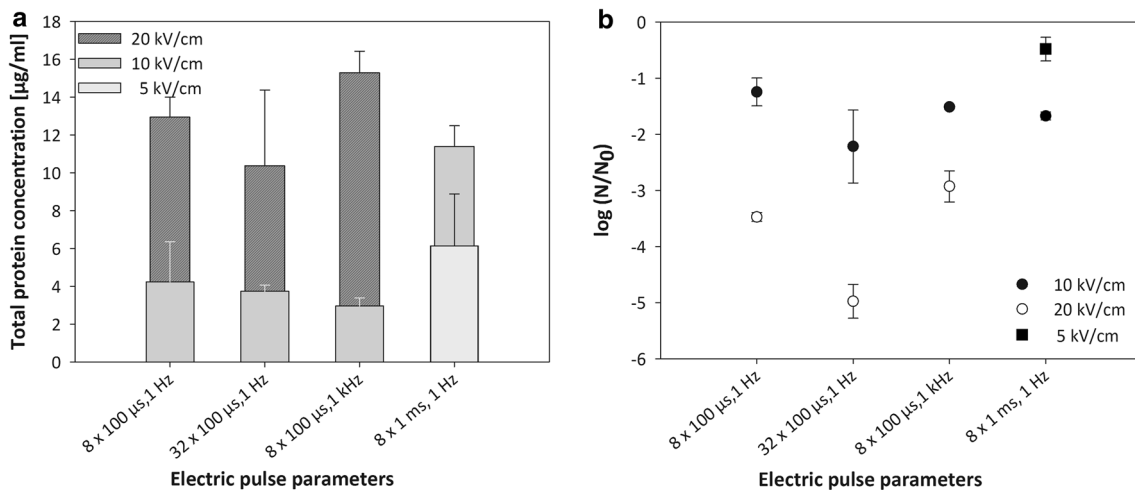 a
Total protein concentration [µg/ml]
18
16
14
12
10
8
6
4
2
0
20 kV/cm
10 kV/cm
5 kV/cm
8 x 100 µs,1 Hz
32 x 100 µs,1 Hz
8 x 100 µs,1 kHz
8 x 1 ms, 1 Hz
Electric pulse parameters
b
log (N/N0)
0
-1
-2
-3
-4
-5
-6
10 kV/cm
20 kV/cm
5 kV/cm
8 x 100 µs,1 Hz
32 x 100 µs,1 Hz
8 x 100 µs,1 kHz
8 x 1 ms, 1 Hz
Electric pulse parameters